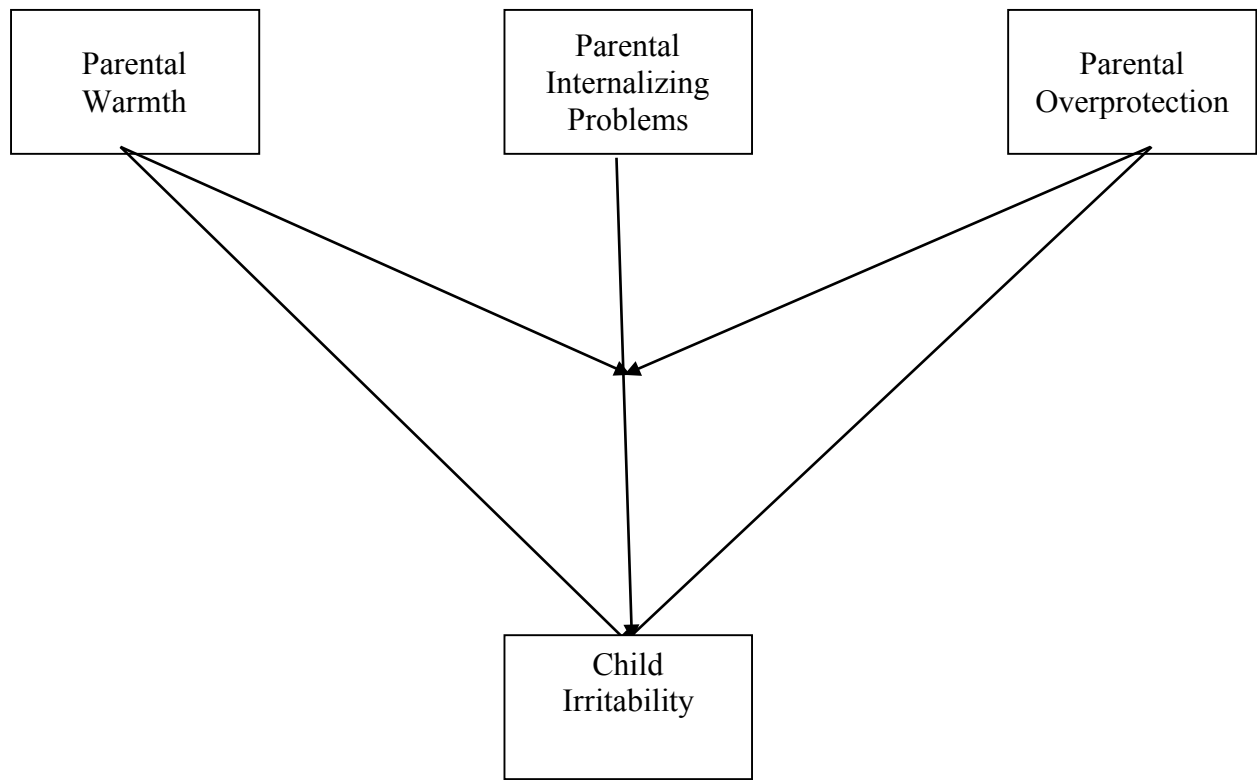 Parental
Warmth
Parental
Internalizing
Problems
Parental
Overprotection
Child
Irritability